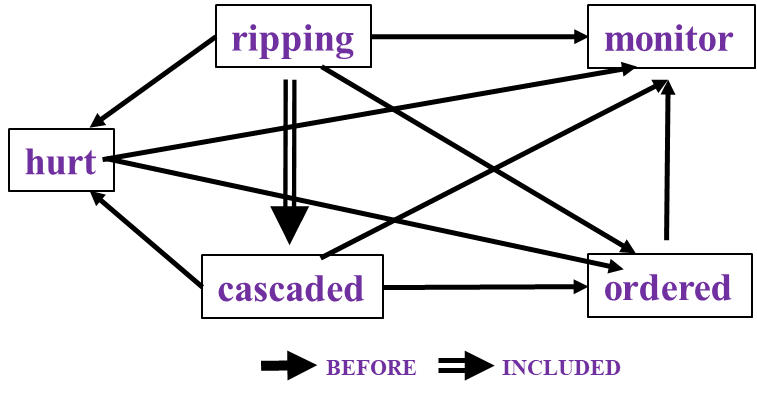 ripping
monitor
hurt
cascaded
ordered
BEFORE
INCLUDED